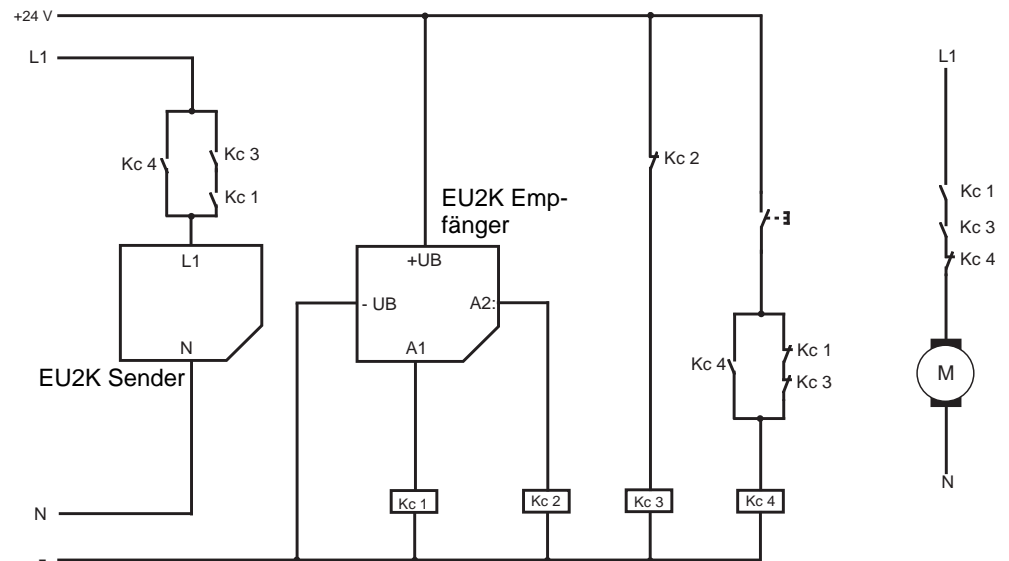 +24 V
L1
L1
Kc 4
Kc 3
Kc 1
Kc 2
EU2K Emp-
fänger
Kc 1
Kc 3
Kc 4
L1
+UB
- UB
A2:
N
A1
EU2K Sender
Kc 4
Kc 1
Kc 3
M
N
Kc 1
Kc 2
Kc 3
Kc 4
N
-